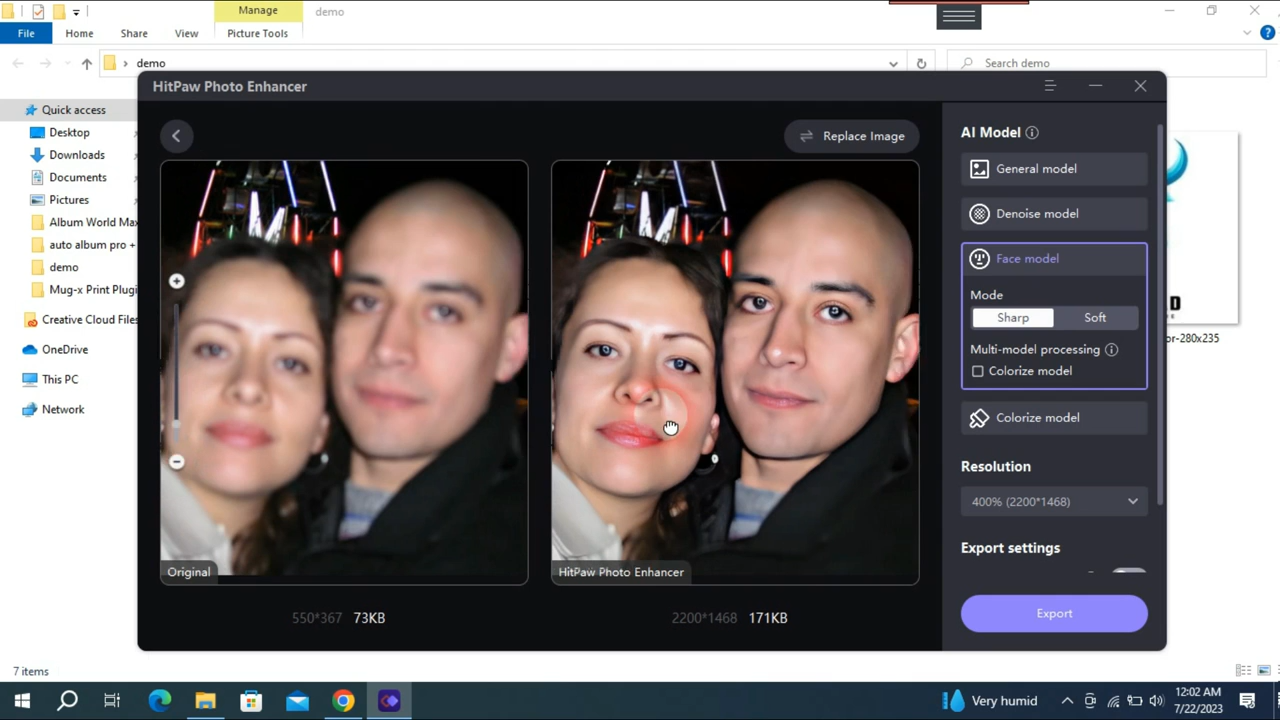 Manage
demo
File
Home
Share
View
Picture Tools
demo
Search demo
HitPaw Photo Enhancer
Quick access
Desktop
Downloads
Documents
Pictures
Album World Max
auto album pro +
demo
Mug-x Print Plugi
Creative Cloud Files
OneDrive
This PC
Network
Replace Image
Original
HitPaw Photo Enhancer
550*367 73KB
2200*1468 171KB
AI Model
General model
Denoise model
Face model
Mode
Sharp Soft
Multi-model processing
Colorize model
Colorize model
Resolution
400% (2200*1468)
Export settings
Export
D
or-280x235
7 items
Very humid
12:02 AM
7/22/2023